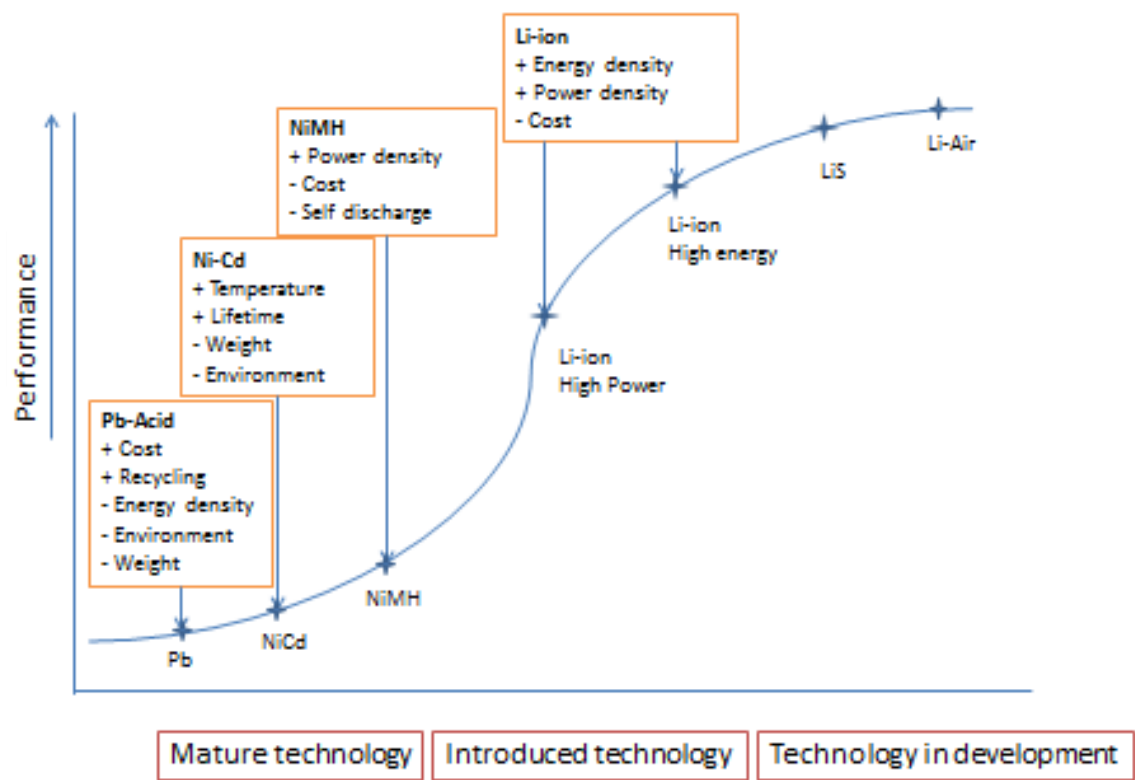 Li-ion
+ Energy density
+ Power density
- Cost
NiMH
+ Power density
- Cost
- Self discharge
Ni-Cd
+ Temperature
+ Lifetime
- Weight
- Environment
Pb-Acid
+ Cost
+ Recycling
- Energy density
- Environment
- Weight
Performance
Pb
NiCd
NiMH
Li-ion
High Power
Li-ion
High energy
LiS
Li-Air
Mature technology
Introduced technology
Technology in development